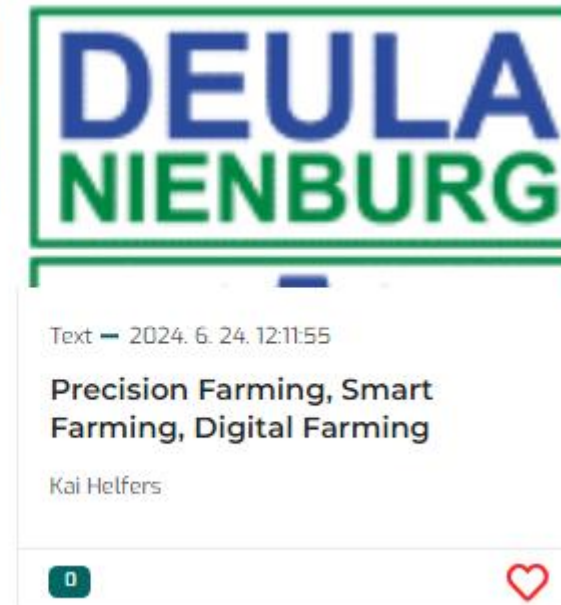 DEULA
NIENBURG
Text — 2024. 6. 24. 12:11:55
Precision Farming, Smart
Farming, Digital Farming
Kai Helfers
0